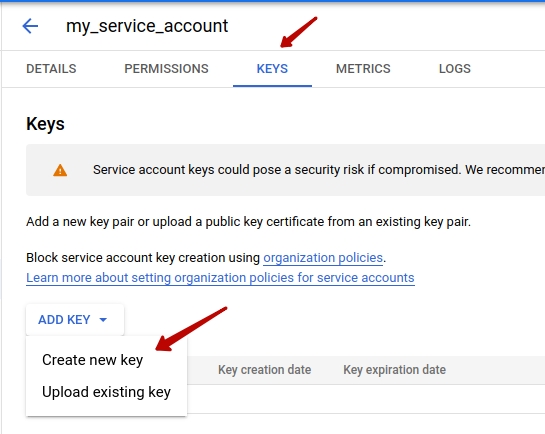 my_service_account
DETAILS PERMISSIONS KEYS METRICS LOGS
Keys
Service account keys could pose a security risk if compromised. We
Add a new key pair or upload a public key certificate from an existing key pair.
Block service account key creation using organization policies.
Learn more about setting organization policies for service accounts
ADD KEY
Create new key
Key creation date Key expiration date
Upload existing key